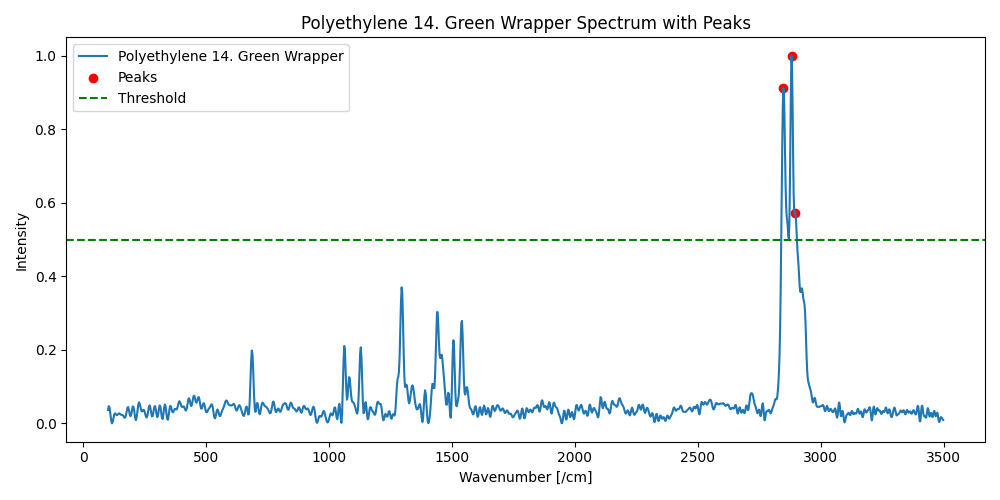 Polyethylene 14. Green Wrapper Spectrum with Peaks
Polyethylene 14. Green Wrapper
Peaks
Threshold
Intensity
1.0
0.8
0.6
0.4
0.2
0.0
0 500 1000 1500 2000 2500 3000 3500
Wavenumber [/cm]